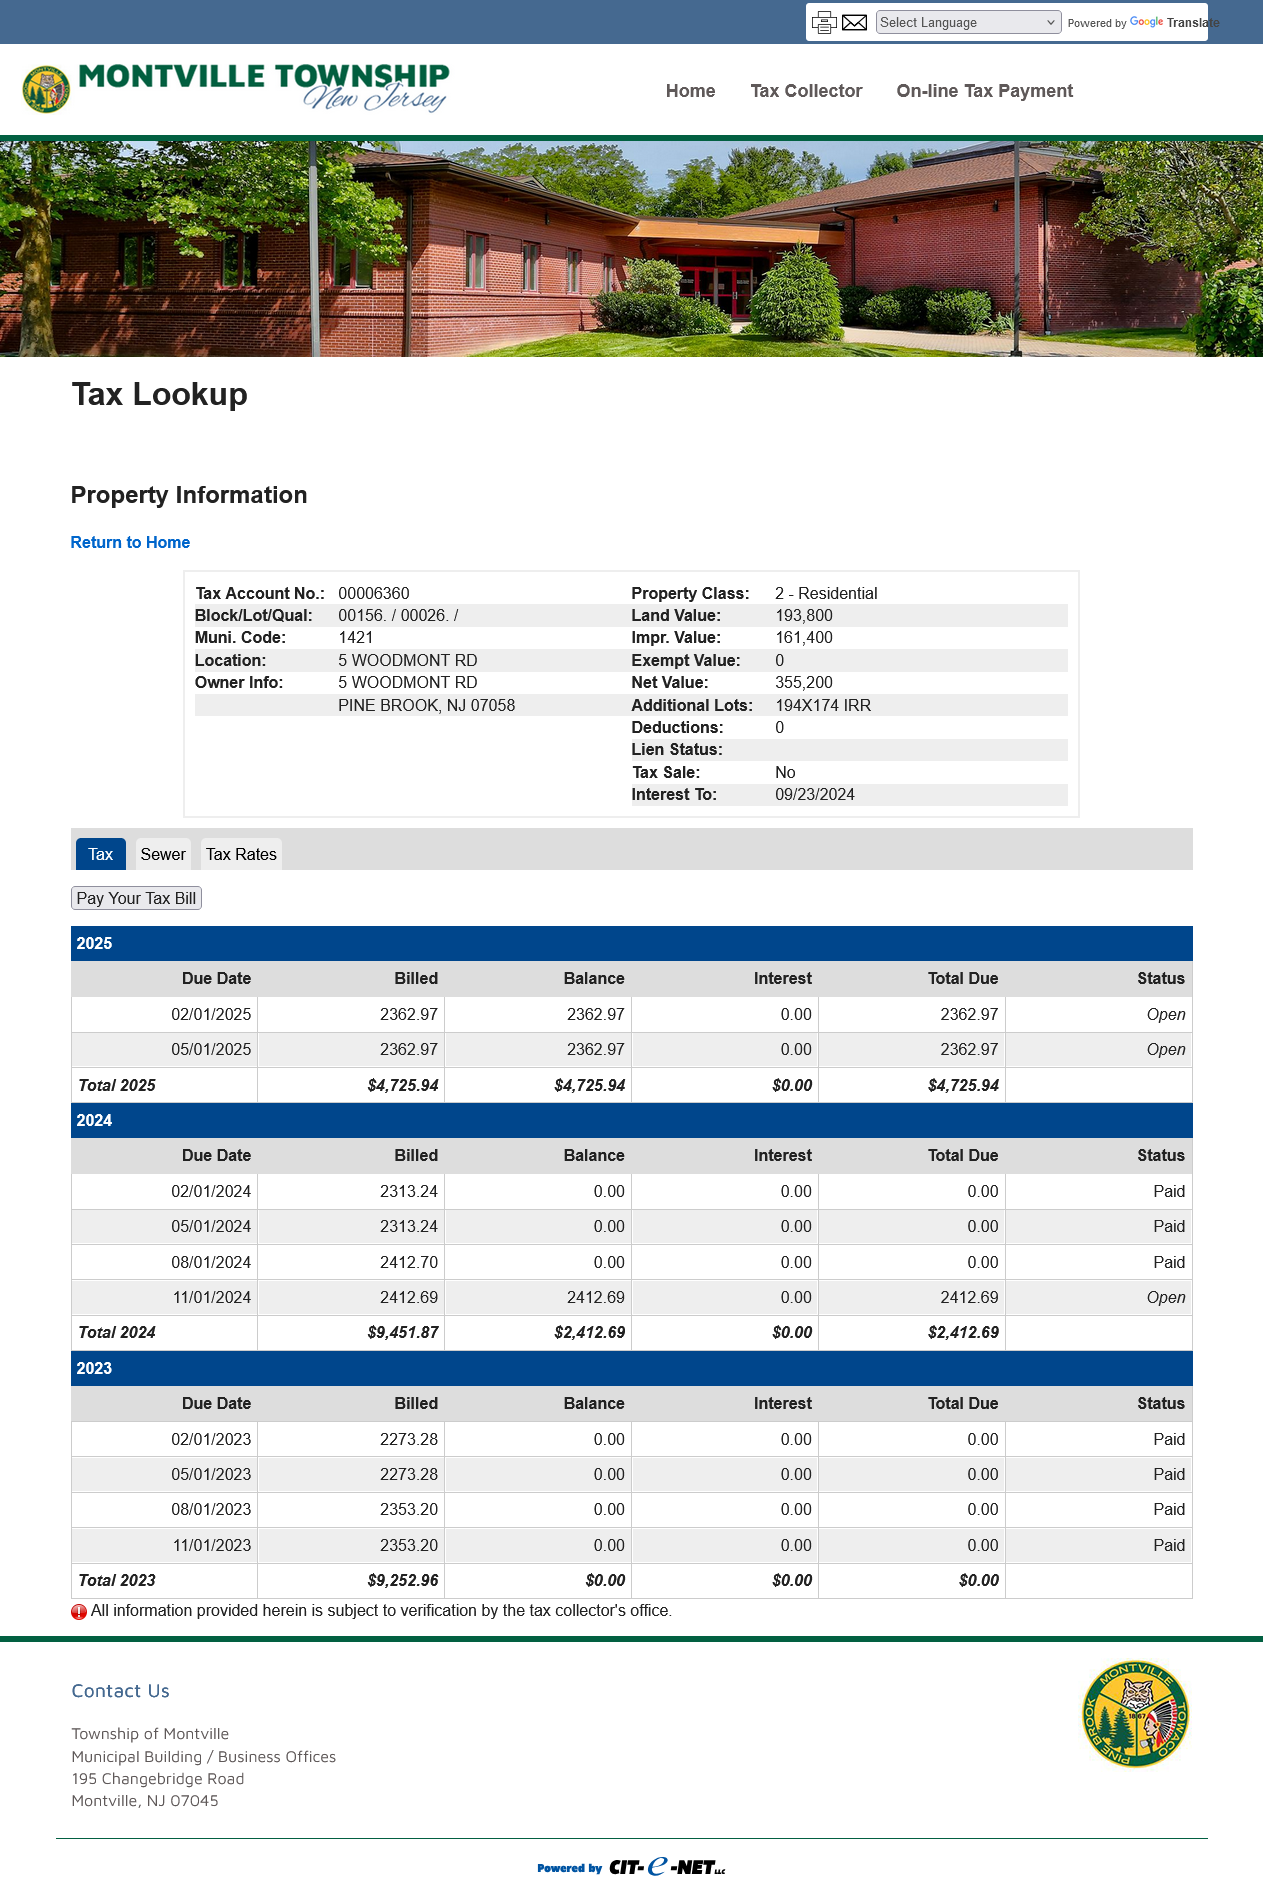 Select Language
Powered by Google Translate
MONTVILLE TOWNSHIP
New Jersey
Home Tax Collector On-line Tax Payment
Tax Lookup
Property Information
Return to Home
Tax Account No.: 00006360 Property Class: 2 - Residential
Block/Lot/Qual: 00156. / 00026. / Land Value: 193,800
Muni. Code: 1421 Impr. Value: 161,400
Location: 5 WOODMONT RD Exempt Value: 0
Owner Info: 5 WOODMONT RD Net Value: 355,200
PINE BROOK, NJ 07058 Additional Lots: 194X174 IRR
Deductions: 0
Lien Status:
Tax Sale: No
Interest To: 09/23/2024
Tax Sewer Tax Rates
Pay Your Tax Bill
2025
Due Date Billed Balance Interest Total Due Status
02/01/2025 2362.97 2362.97 0.00 2362.97 Open
05/01/2025 2362.97 2362.97 0.00 2362.97 Open
Total 2025 $4,725.94 $4,725.94 $0.00 $4,725.94
2024
Due Date Billed Balance Interest Total Due Status
02/01/2024 2313.24 0.00 0.00 0.00 Paid
05/01/2024 2313.24 0.00 0.00 0.00 Paid
08/01/2024 2412.70 0.00 0.00 0.00 Paid
11/01/2024 2412.69 2412.69 0.00 2412.69 Open
Total 2024 $9,451.87 $2,412.69 $0.00 $2,412.69
2023
Due Date Billed Balance Interest Total Due Status
02/01/2023 2273.28 0.00 0.00 0.00 Paid
05/01/2023 2273.28 0.00 0.00 0.00 Paid
08/01/2023 2353.20 0.00 0.00 0.00 Paid
11/01/2023 2353.20 0.00 0.00 0.00 Paid
Total 2023 $9,252.96 $0.00 $0.00 $0.00
All information provided herein is subject to verification by the tax collector's office.
Contact Us
Township of Montville
Municipal Building / Business Offices
195 Changebridge Road
Montville, NJ 07045
MONTVILLE
PINE BROOK
TOWACO
1867
Powered by CIT-e-NET LLC